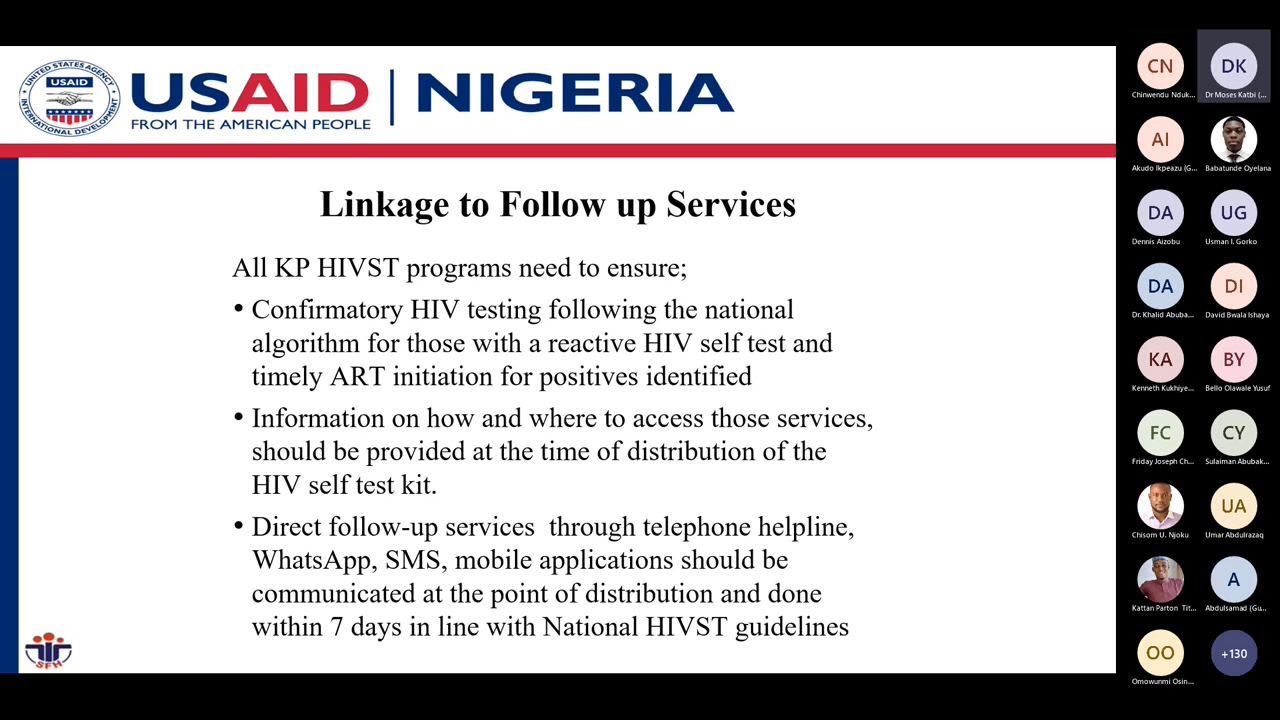 UNITED STATES AGENCY
USAID
INTERNATIONAL DEVELOPMENT
USAID | NIGERIA
FROM THE AMERICAN PEOPLE
Linkage to Follow up Services
All KP HIVST programs need to ensure;
• Confirmatory HIV testing following the national
algorithm for those with a reactive HIV self test and
timely ART initiation for positives identified
• Information on how and where to access those services,
should be provided at the time of distribution of the
HIV self test kit.
• Direct follow-up services  through telephone helpline,
WhatsApp, SMS, mobile applications should be
communicated at the point of distribution and done
within 7 days in line with National HIVST guidelines
SFH
CN
Chinwendu Nduk...
DK
Dr Moses Katbi (...
AI
Akudo Ikpeazu (G...
Babatunde Oyelana
DA
Dennis Aizobu
UG
Usman I. Gorko
DA
Dr. Khalid Abuba...
DI
David Bwala Ishaya
KA
Kenneth Kukhiye...
BY
Bello Olawale Yusuf
FC
Friday Joseph Ch...
CY
Sulaiman Abubak...
Chisom U. Njoku
UA
Umar Abdulrazaq
Kattan Parton Tit...
A
Abdulsamad (Gu...
OO
Omowunmi Osin...
+130